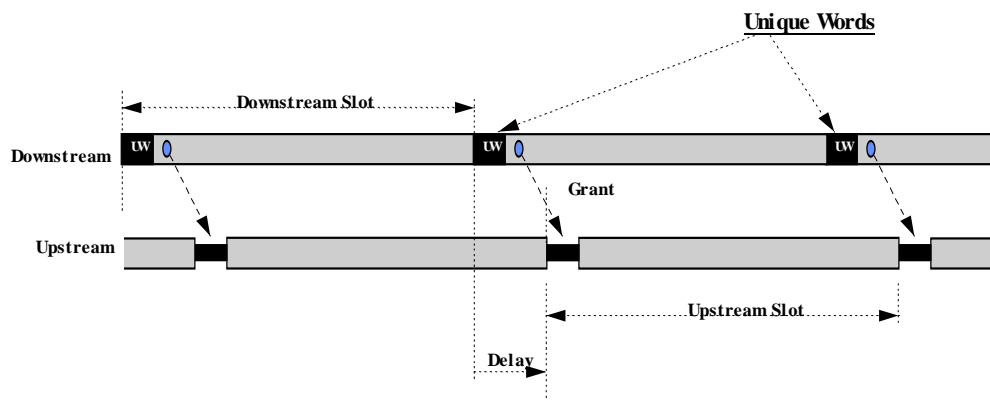 Unique Words
Downstream Slot
Downstream
UW
UW
UW
Grant
Upstream
Upstream Slot
Delay